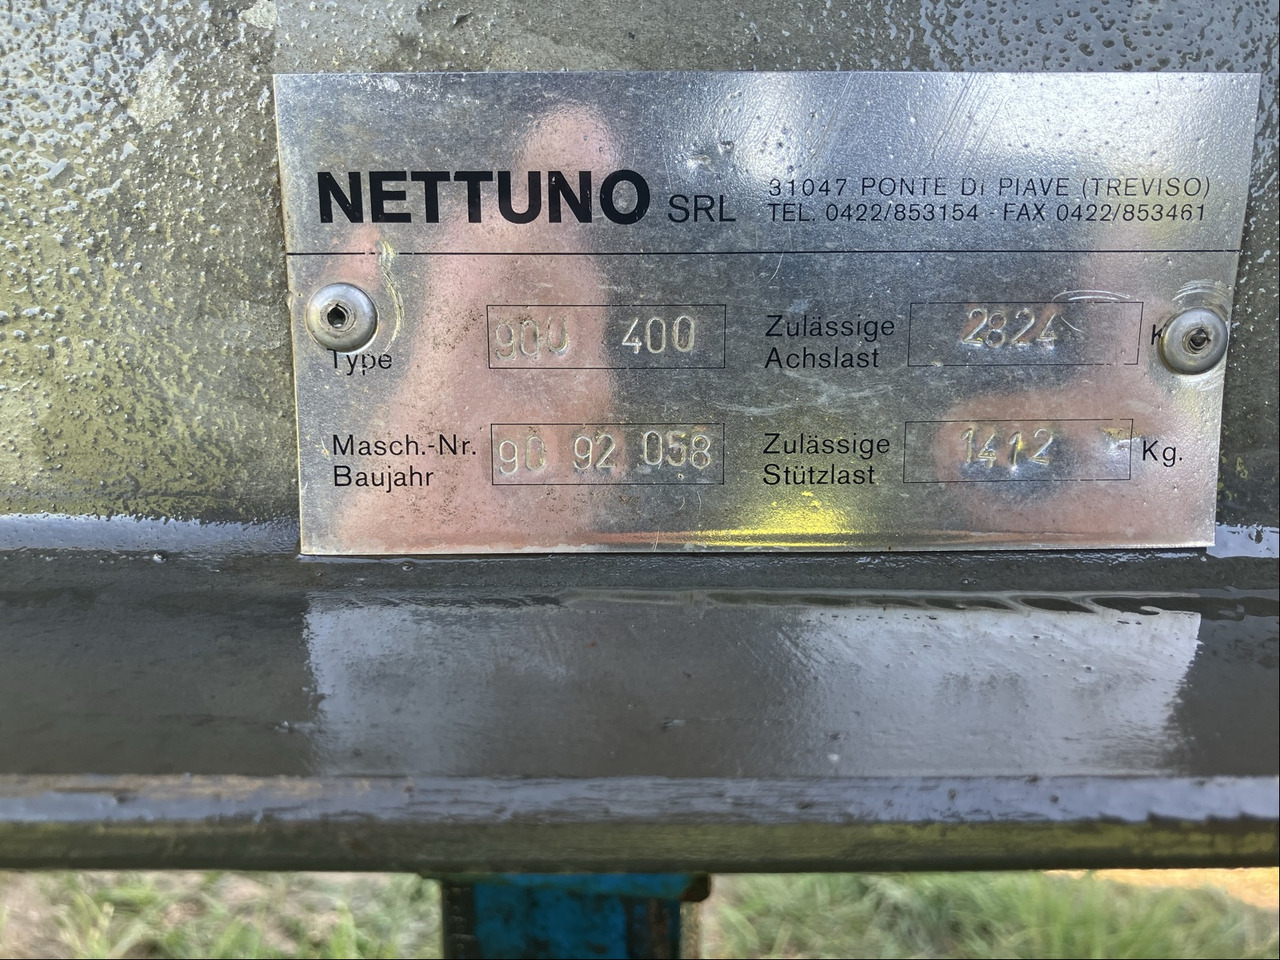 NETTUNO SRL
31047 PONTE DI PIAVE (TREVISO)
TEL. 0422/853154 - FAX 0422/853461
Type 900 400
Zulässige Achslast 2824
Masch.-Nr. Baujahr 90 92 058
Zulässige Stützlast 1412 Kg.